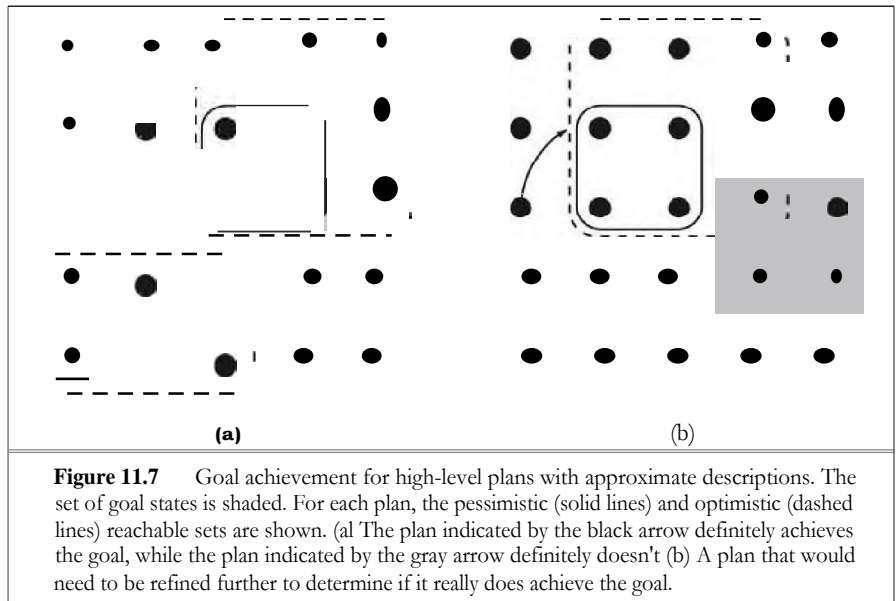 (a)
(b)
Figure 11.7 Goal achievement for high-level plans with approximate descriptions. The
set of goal states is shaded. For each plan, the pessimistic (solid lines) and optimistic (dashed
lines) reachable sets are shown. (al The plan indicated by the black arrow definitely achieves
the goal, while the plan indicated by the gray arrow definitely doesn't (b) A plan that would
need to be refined further to determine if it really does achieve the goal.